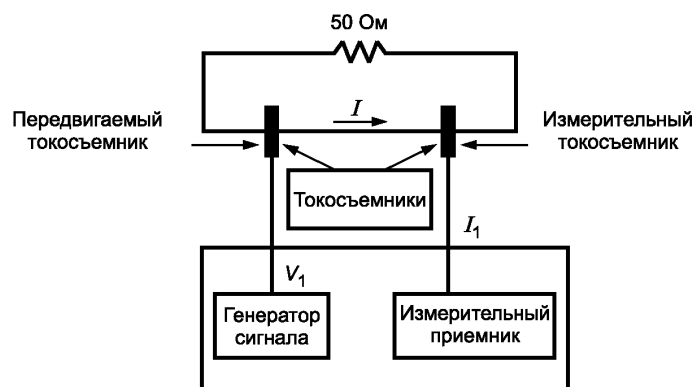 50 Ом
I
Передвигаемый
токосъемник
Измерительный
токосъемник
Токосъемники
I1
V1
Генератор
сигнала
Измерительный
приемник